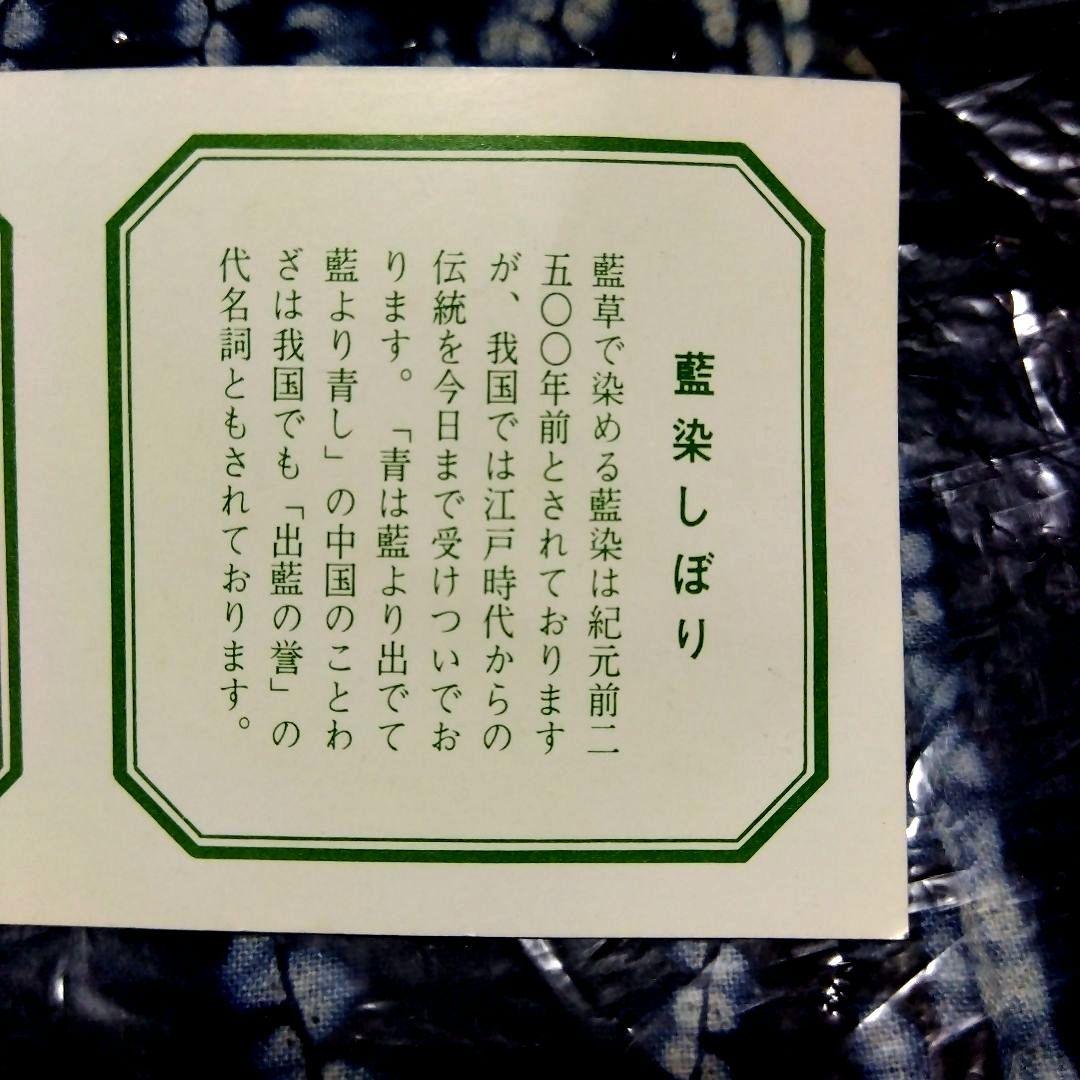 藍染しぼり
藍草で染める藍染は紀元前二
五〇〇年前とされております
が、我国では江戸時代からの
伝統を今日まで受けついでお
ります。「青は藍より出でて
藍より青し」の中国のことわ
ざは我国でも「出藍の誉」の
代名詞ともされております。